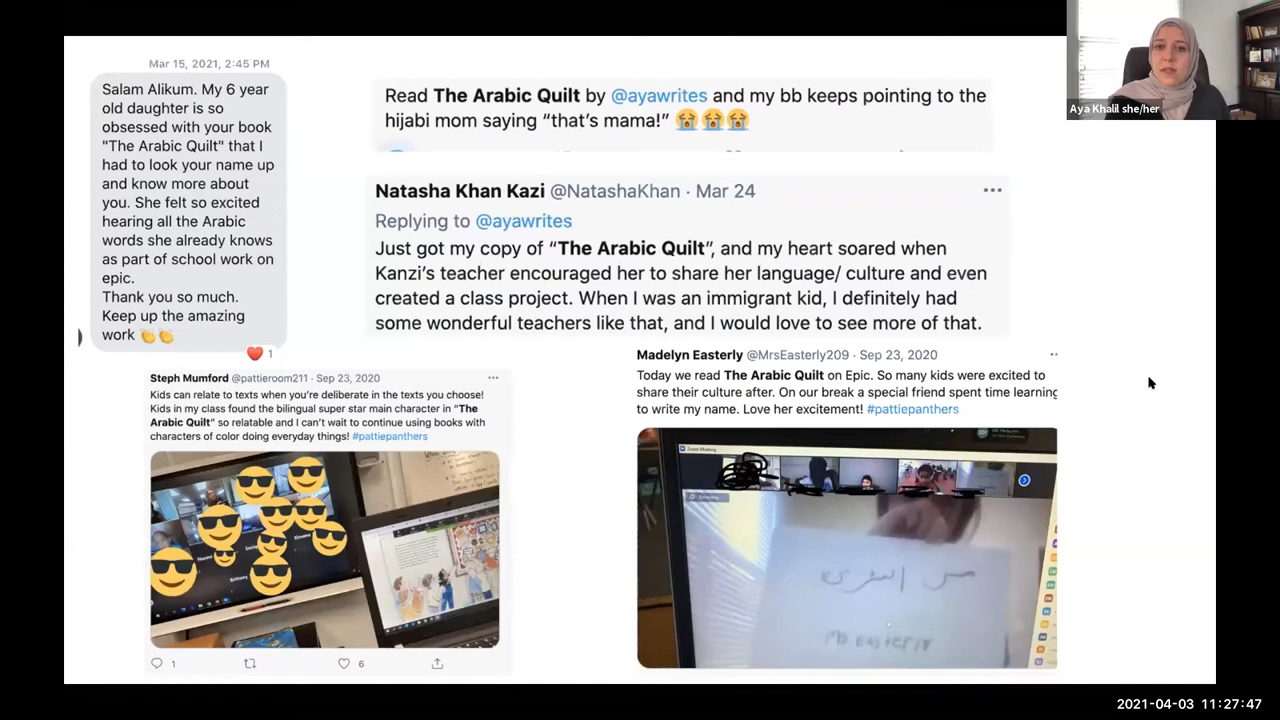 Mar 15, 2021, 2:45 PM
Salam Alikum. My 6 year
old daughter is so
obsessed with your book
"The Arabic Quilt" that I
had to look your name up
and know more about
you. She felt so excited
hearing all the Arabic
words she already knows
as part of school work on
epic.
Thank you so much.
Keep up the amazing
work 👏👏
❤️ 1
Read The Arabic Quilt by @ayawrites and my bb keeps pointing to the
hijabi mom saying “that’s mama!” 😭😭😭
Natasha Khan Kazi @NatashaKhan · Mar 24
Replying to @ayawrites
Just got my copy of “The Arabic Quilt”, and my heart soared when
Kanzi’s teacher encouraged her to share her language/ culture and even
created a class project. When I was an immigrant kid, I definitely had
some wonderful teachers like that, and I would love to see more of that.
Steph Mumford @pattieroom211 · Sep 23, 2020
Kids can relate to texts when you’re deliberate in the texts you choose!
Kids in my class found the bilingual super star main character in “The
Arabic Quilt” so relatable and I can’t wait to continue using books with
characters of color doing everyday things! #pattiepanthers
Naomi
Brittany
1 6
Madelyn Easterly @MrsEasterly209 · Sep 23, 2020
Today we read The Arabic Quilt on Epic. So many kids were excited to
share their culture after. On our break a special friend spent time learning
to write my name. Love her excitement! #pattiepanthers
Zoom Meeting
مس استرلى
Aya Khalil she/her
2021-04-03 11:27:47